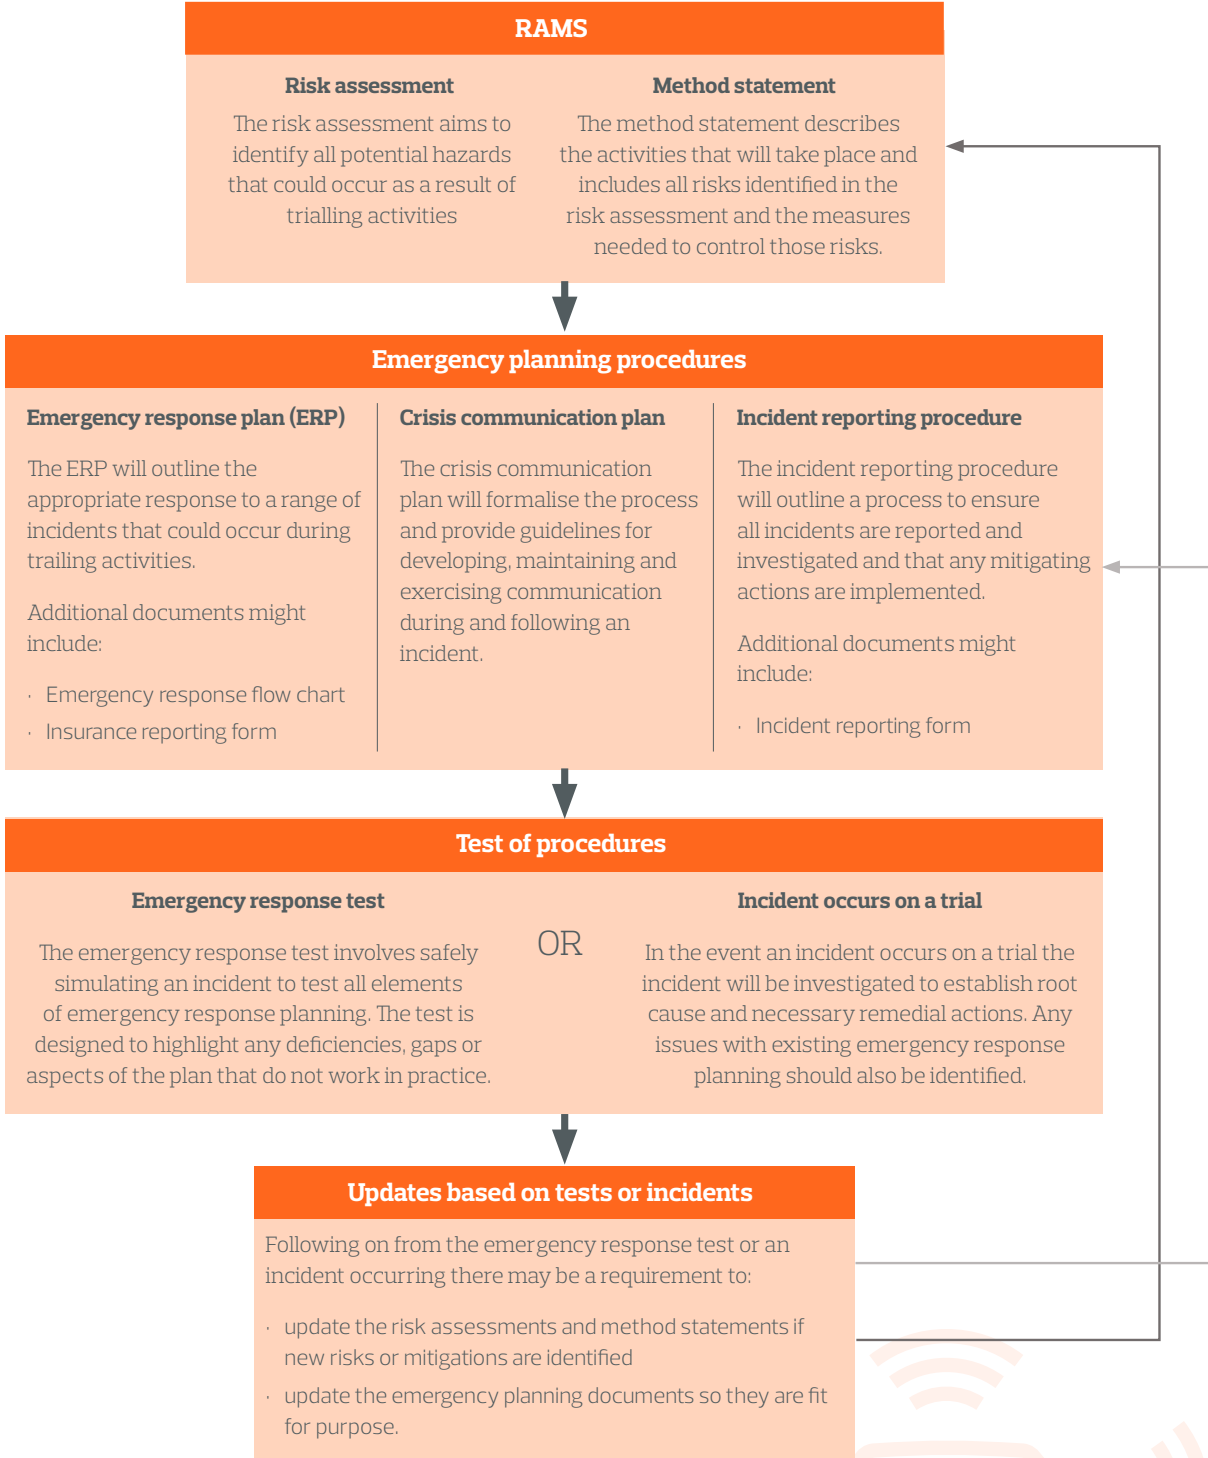 RAMS
Risk assessment
The risk assessment aims to
identify all potential hazards
that could occur as a result of
trialling activities
Method statement
The method statement describes
the activities that will take place and
includes all risks identified in the
risk assessment and the measures
needed to control those risks.
Emergency planning procedures
Emergency response plan (ERP)
The ERP will outline the
appropriate response to a range of
incidents that could occur during
trailing activities.
Additional documents might
include:
· Emergency response flow chart
· Insurance reporting form
Crisis communication plan
The crisis communication
plan will formalise the process
and provide guidelines for
developing, maintaining and
exercising communication
during and following an
incident.
Incident reporting procedure
The incident reporting procedure
will outline a process to ensure
all incidents are reported and
investigated and that any mitigating
actions are implemented.
Additional documents might
include:
· Incident reporting form
Test of procedures
Emergency response test
The emergency response test involves safely
simulating an incident to test all elements
of emergency response planning. The test is
designed to highlight any deficiencies, gaps or
aspects of the plan that do not work in practice.
OR
Incident occurs on a trial
In the event an incident occurs on a trial the
incident will be investigated to establish root
cause and necessary remedial actions. Any
issues with existing emergency response
planning should also be identified.
Updates based on tests or incidents
Following on from the emergency response test or an
incident occurring there may be a requirement to:
· update the risk assessments and method statements if
new risks or mitigations are identified
· update the emergency planning documents so they are fit
for purpose.